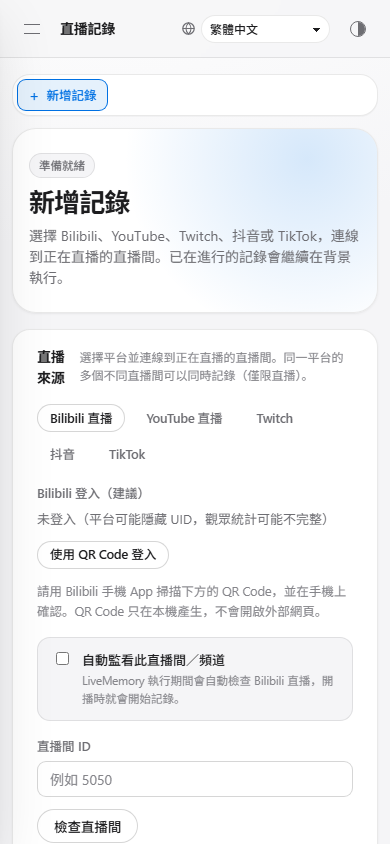 直播記錄
繁體中文
+ 新增記錄
準備就緒
新增記錄
選擇 Bilibili、YouTube、Twitch、抖音或 TikTok，連線
到正在直播的直播間。已在進行的記錄會繼續在背景
執行。
直播
來源
選擇平台並連線到正在直播的直播間。同一平台的
多個不同直播間可以同時記錄（僅限直播）。
Bilibili 直播
YouTube 直播
Twitch
抖音
TikTok
Bilibili 登入（建議）
未登入（平台可能隱藏 UID，觀眾統計可能不完整）
使用 QR Code 登入
請用 Bilibili 手機 App 掃描下方的 QR Code，並在手機上
確認。QR Code 只在本機產生，不會開啟外部網頁。
自動監看此直播間／頻道
LiveMemory 執行期間會自動檢查 Bilibili 直播，開
播時就會開始記錄。
直播間 ID
例如 5050
檢查直播間